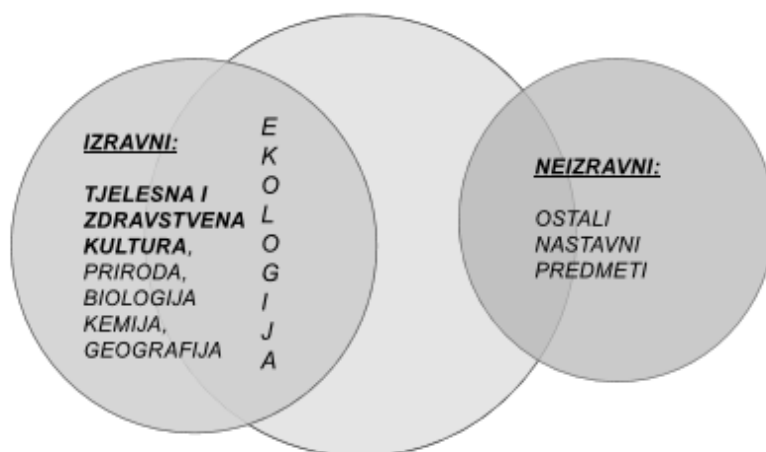 IZRAVNI:
TJELESNA I
ZDRAVSTVENA
KULTURA,
PRIRODA,
BIOLOGIJA
KEMIJA,
GEOGRAFIJA
E
K
O
L
O
G
I
J
A
NEIZRAVNI:
OSTALI
NASTAVNI
PREDMETI